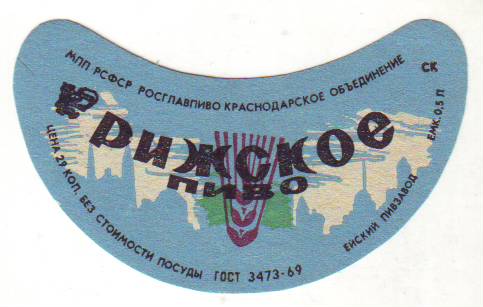 МПП РСФСР РОСГЛАВПИВО КРАСНОДАРСКОЕ ОБЪЕДИНЕНИЕ
СК
РИЖСКОЕ
ПИВО
ЦЕНА 29 КОП. БЕЗ СТОИМОСТИ ПОСУДЫ
ГОСТ 3473-69
ЕЙСКИЙ ПИВЗАВОД
ЕМК. 0,5 Л